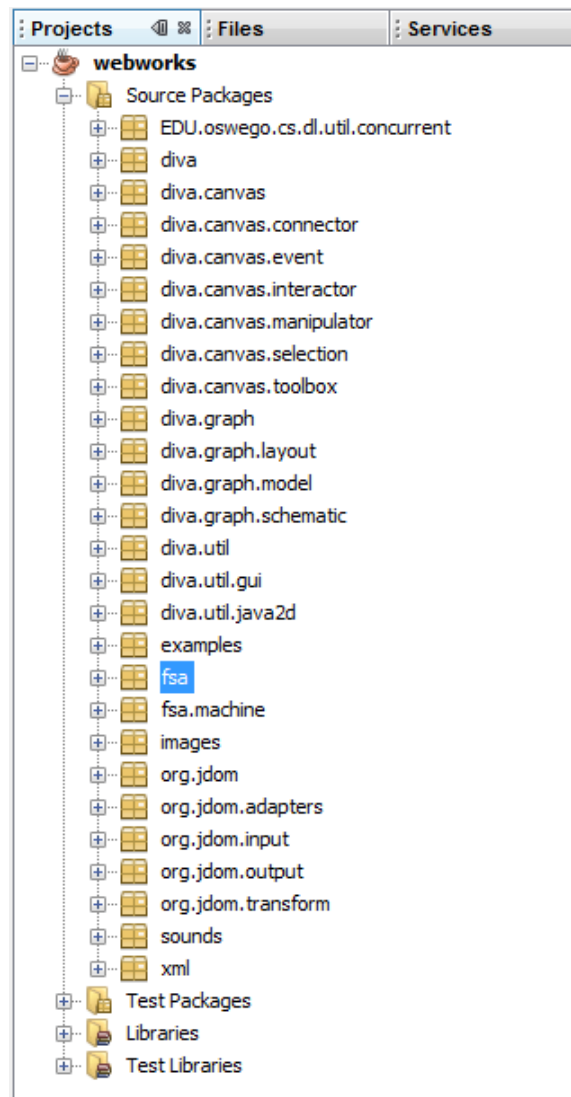 Projects Files Services
webworks
Source Packages
EDU.oswego.cs.dl.util.concurrent
diva
diva.canvas
diva.canvas.connector
diva.canvas.event
diva.canvas.interactor
diva.canvas.manipulator
diva.canvas.selection
diva.canvas.toolbox
diva.graph
diva.graph.layout
diva.graph.model
diva.graph.schematic
diva.util
diva.util.gui
diva.util.java2d
examples
fsa
fsa.machine
images
org.jdom
org.jdom.adapters
org.jdom.input
org.jdom.output
org.jdom.transform
sounds
xml
Test Packages
Libraries
Test Libraries